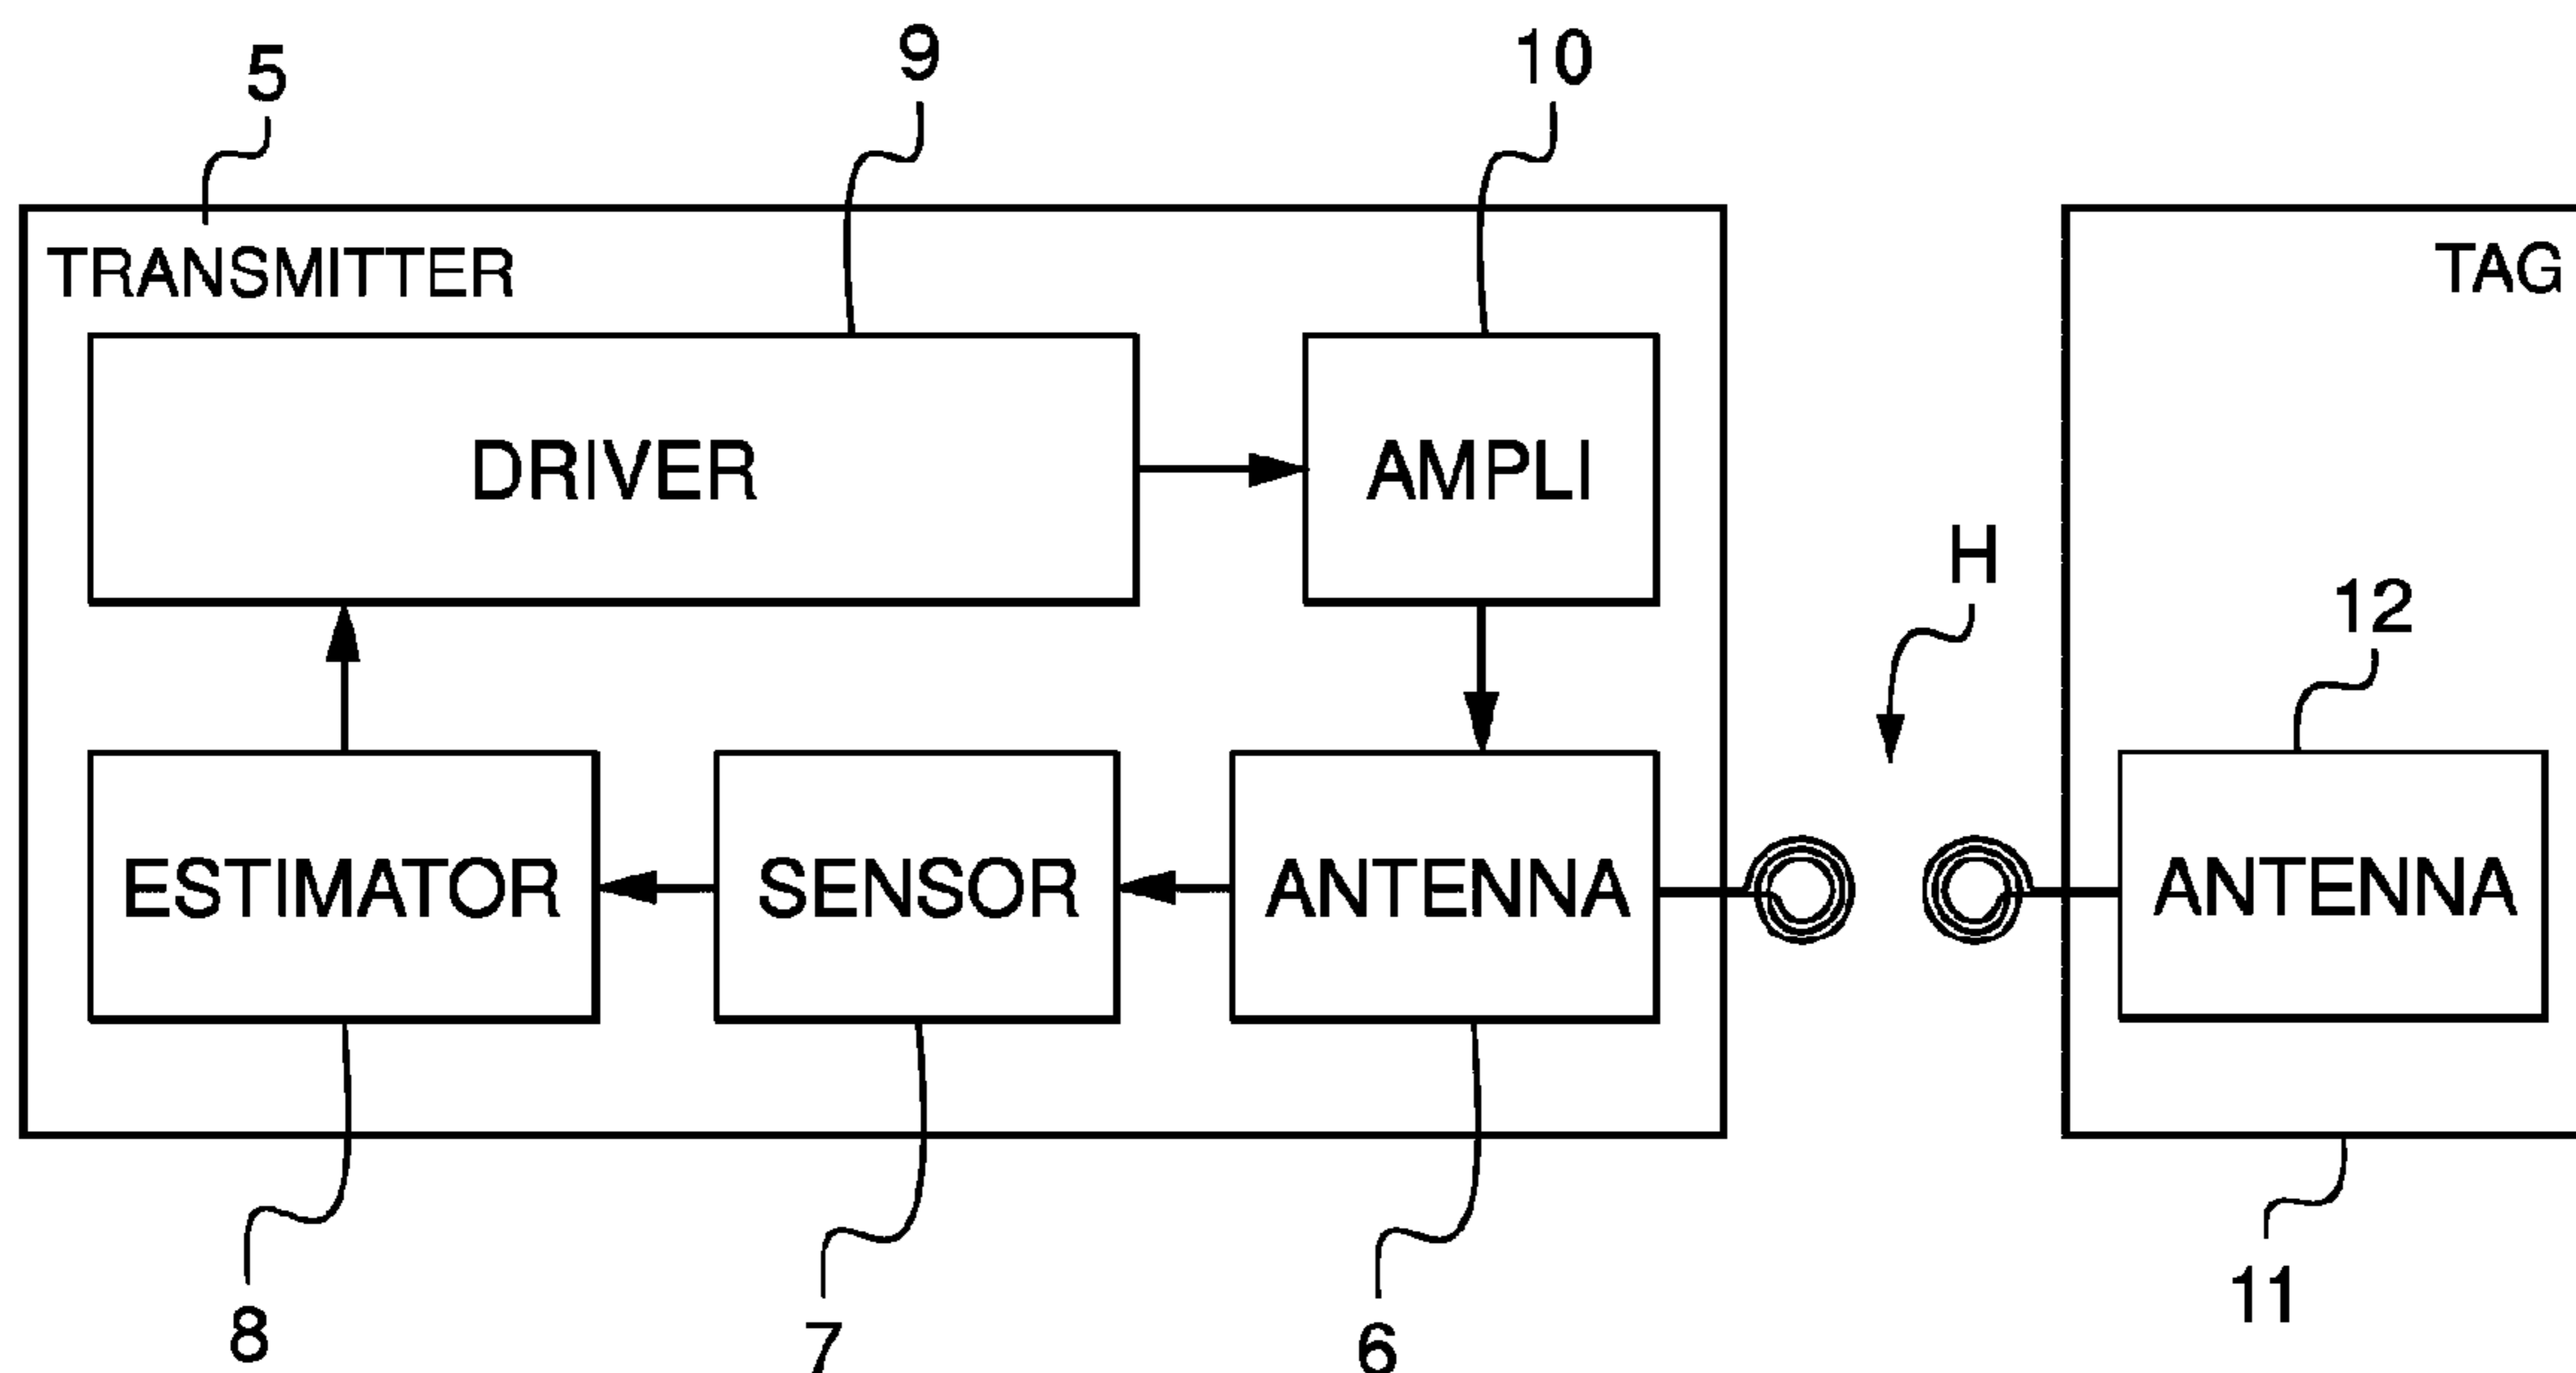 5
9
10
TRANSMITTER
TAG
DRIVER
AMPLI
H
12
ESTIMATOR
SENSOR
ANTENNA
ANTENNA
8
7
6
11